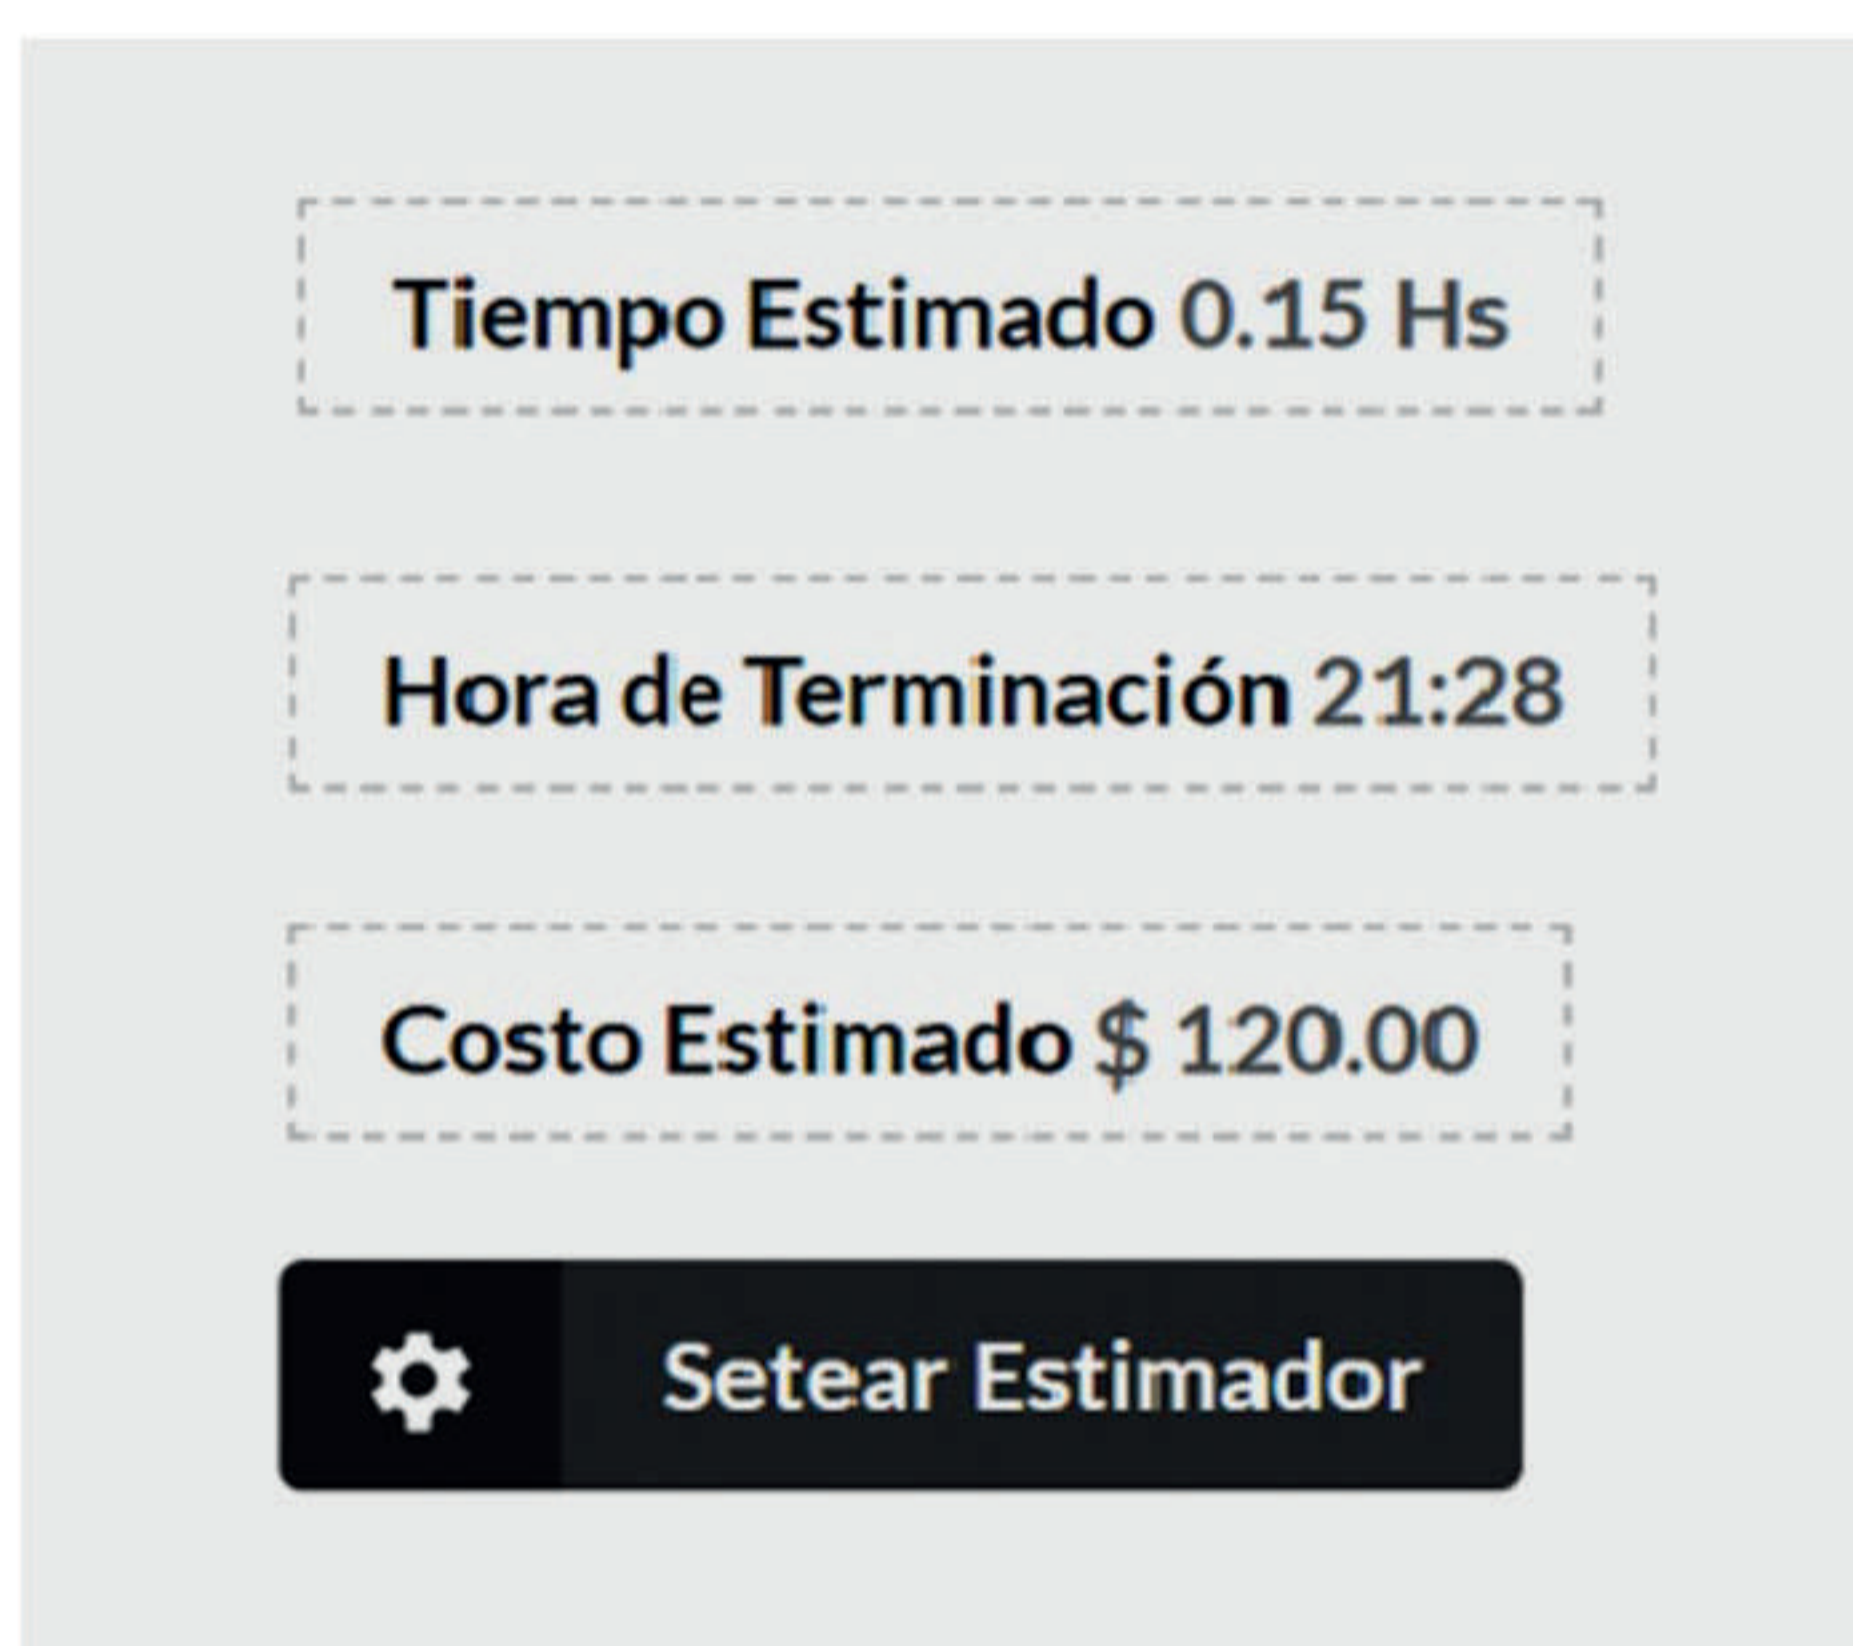 Tiempo Estimado 0.15 Hs
Hora de Terminación 21:28
Costo Estimado $ 120.00
Setear Estimador